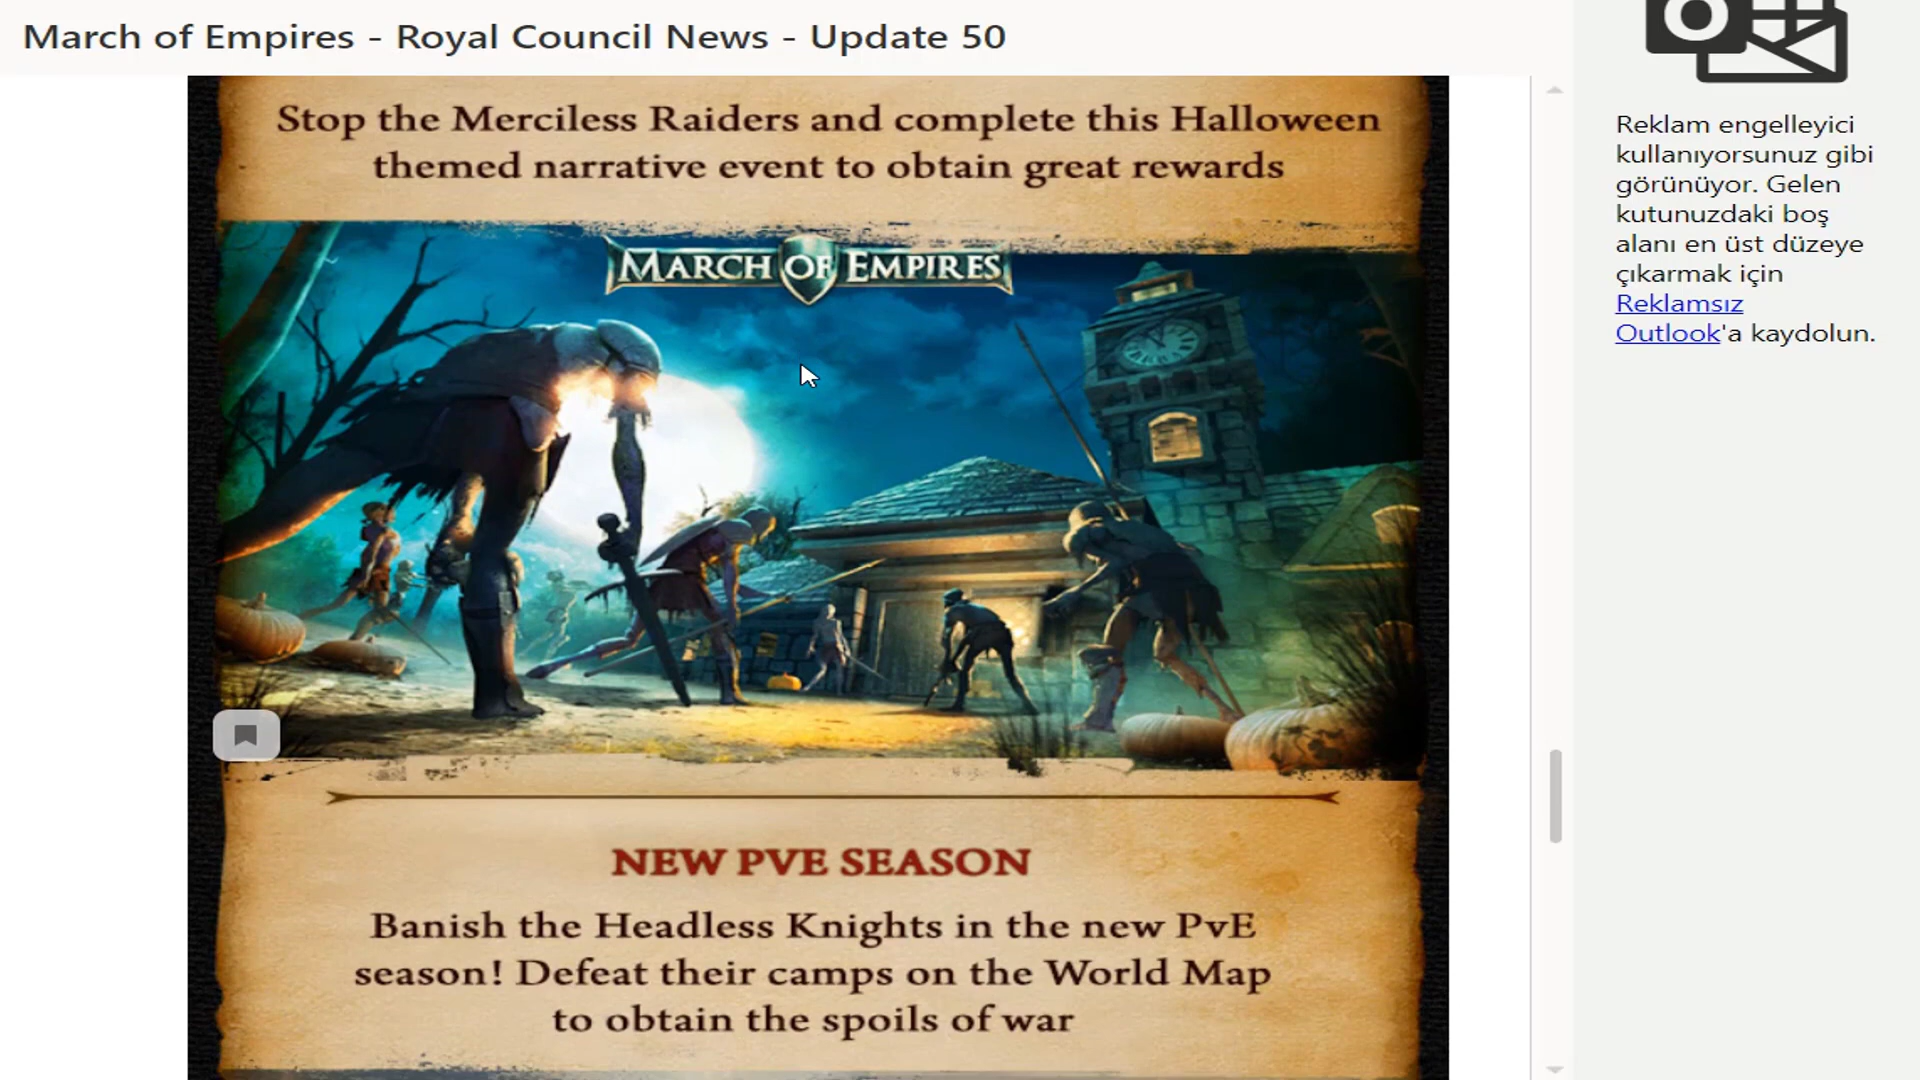 March of Empires - Royal Council News - Update 50
Stop the Merciless Raiders and complete this Halloween
themed narrative event to obtain great rewards
MARCH OF EMPIRES
NEW PVE SEASON
Banish the Headless Knights in the new PvE
season! Defeat their camps on the World Map
to obtain the spoils of war
Reklam engelleyici
kullanıyorsunuz gibi
görünüyor. Gelen
kutunuzdaki boş
alanı en üst düzeye
çıkarmak için
Reklamsız
Outlook'a kaydolun.